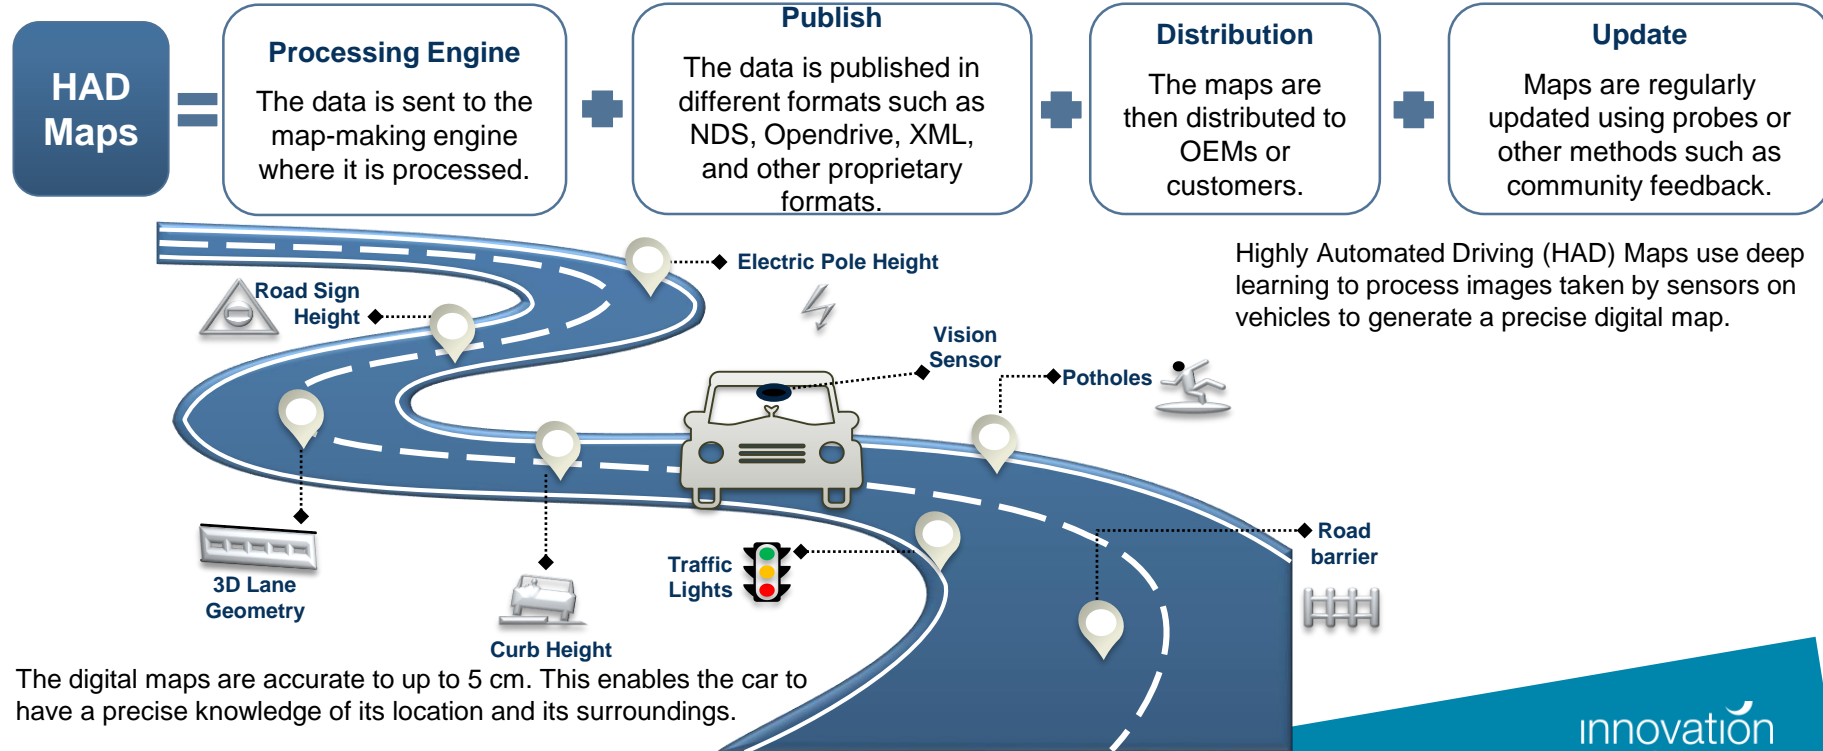 HAD
Maps
Processing Engine
The data is sent to the
map-making engine
where it is processed.
Publish
The data is published in
different formats such as
NDS, Opendrive, XML,
and other proprietary
formats.
Distribution
The maps are
then distributed to
OEMs or
customers.
Update
Maps are regularly
updated using probes or
other methods such as
community feedback.
Highly Automated Driving (HAD) Maps use deep
learning to process images taken by sensors on
vehicles to generate a precise digital map.
Electric Pole Height
Road Sign
Height
Vision
Sensor
Potholes
3D Lane
Geometry
Curb Height
Traffic
Lights
Road
barrier
The digital maps are accurate to up to 5 cm. This enables the car to
have a precise knowledge of its location and its surroundings.
innovation